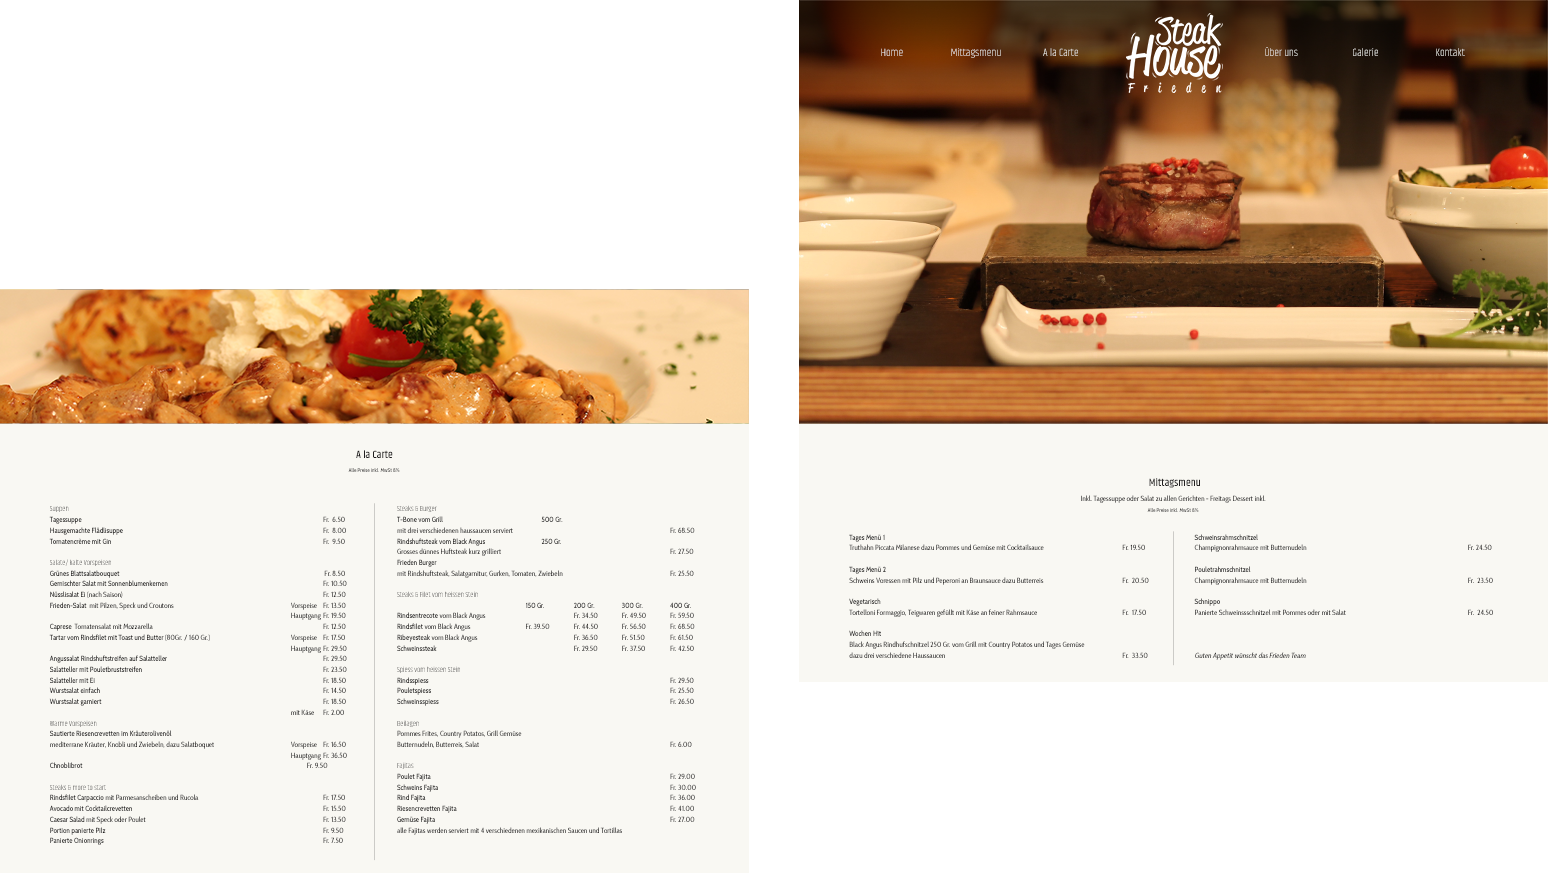 A la Carte
Alle Preise inkl. MwSt 8%
Suppen
Tagessuppe Fr. 6.50
Hausgemachte Flädlisuppe Fr. 8.00
Tomatencrème mit Gin Fr. 9.50
Salate / kalte Vorspeisen
Grünes Blattsalatbouquet Fr. 8.50
Gemischter Salat mit Sonnenblumenkernen Fr. 10.50
Nüsslisalat Ei (nach Saison) Fr. 12.50
Frieden-Salat mit Pilzen, Speck und Croutons Vorspeise Fr. 13.50
Hauptgang Fr. 19.50
Caprese Tomatensalat mit Mozzarella Fr. 12.50
Tartar vom Rindsfilet mit Toast und Butter (80Gr. / 160 Gr.) Vorspeise Fr. 17.50
Hauptgang Fr. 29.50
Angussalat Rindshuftstreifen auf Salatteller Fr. 29.50
Salatteller mit Pouletbruststreifen Fr. 23.50
Salatteller mit Ei Fr. 18.50
Wurstsalat einfach Fr. 14.50
Wurstsalat garniert Fr. 18.50
mit Käse Fr. 2.00
Warme Vorspeisen
Sautierte Riesencrevetten im Kräuterolivenöl
mediterrane Kräuter, Knobli und Zwiebeln, dazu Salatboquet Vorspeise Fr. 16.50
Hauptgang Fr. 36.50
Chnoblibrot Fr. 9.50
Steaks & more to start
Rindsfilet Carpaccio mit Parmesanscheiben und Rucola Fr. 17.50
Avocado mit Cocktailcrevetten Fr. 15.50
Caesar Salad mit Speck oder Poulet Fr. 13.50
Portion panierte Pilz Fr. 9.50
Panierte Onionrings Fr. 7.50
Steaks & Burger
T-Bone vom Grill 500 Gr.
mit drei verschiedenen haussaucen serviert Fr. 68.50
Rindshuftsteak vom Black Angus 250 Gr.
Grosses dünnes Huftsteak kurz grilliert Fr. 27.50
Frieden Burger
mit Rindshuftsteak, Salatgarnitur, Gurken, Tomaten, Zwiebeln Fr. 25.50
Steaks & Filet vom heissen Stein
150 Gr. 200 Gr. 300 Gr. 400 Gr.
Rindsentrecote vom Black Angus Fr. 34.50 Fr. 49.50 Fr. 59.50
Rindsfilet vom Black Angus Fr. 39.50 Fr. 44.50 Fr. 56.50 Fr. 68.50
Ribeyesteak vom Black Angus Fr. 36.50 Fr. 51.50 Fr. 61.50
Schweinssteak Fr. 29.50 Fr. 37.50 Fr. 42.50
Spiess vom heissen Stein
Rindsspiess Fr. 29.50
Pouletspiess Fr. 25.50
Schweinsspiess Fr. 26.50
Beilagen
Pommes Frites, Country Potatos, Grill Gemüse
Butternudeln, Butterreis, Salat Fr. 6.00
Fajitas
Poulet Fajita Fr. 29.00
Schweins Fajita Fr. 30.00
Rind Fajita Fr. 36.00
Riesencrevetten Fajita Fr. 41.00
Gemüse Fajita Fr. 27.00
alle Fajitas werden serviert mit 4 verschiedenen mexikanischen Saucen und Tortillas
Home Mittagsmenu A la Carte Über uns Galerie Kontakt
Steak
House
Frieden
Mittagsmenu
Inkl. Tagessuppe oder Salat zu allen Gerichten - Freitags Dessert inkl.
Alle Preise inkl. MwSt 8%
Tages Menü 1
Truthahn Piccata Milanese dazu Pommes und Gemüse mit Cocktailsauce Fr. 19.50
Tages Menü 2
Schweins Voressen mit Pilz und Peperoni an Braunsauce dazu Butterreis Fr. 20.50
Vegetarisch
Tortelloni Formaggio, Teigwaren gefüllt mit Käse an feiner Rahmsauce Fr. 17.50
Wochen Hit
Black Angus Rindhufschnitzel 250 Gr. vom Grill mit Country Potatos und Tages Gemüse
dazu drei verschiedene Haussaucen Fr. 33.50
Schweinsrahmschnitzel
Champignonrahmsauce mit Butternudeln Fr. 24.50
Pouletrahmschnitzel
Champignonrahmsauce mit Butternudeln Fr. 23.50
Schnippo
Panierte Schweinssschnitzel mit Pommes oder mit Salat Fr. 24.50
Guten Appetit wünscht das Frieden Team